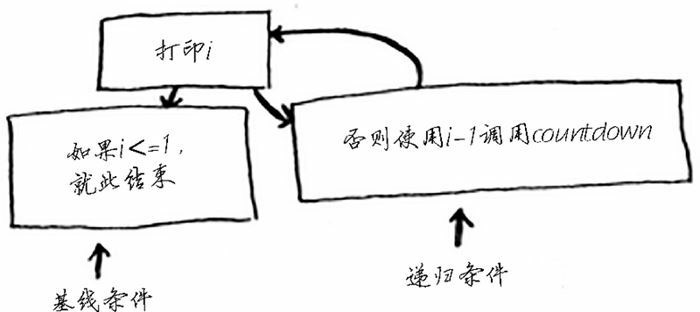 打印i
如果i<=1，
就此结束
否则使用i-1调用countdown
基线条件
递归条件